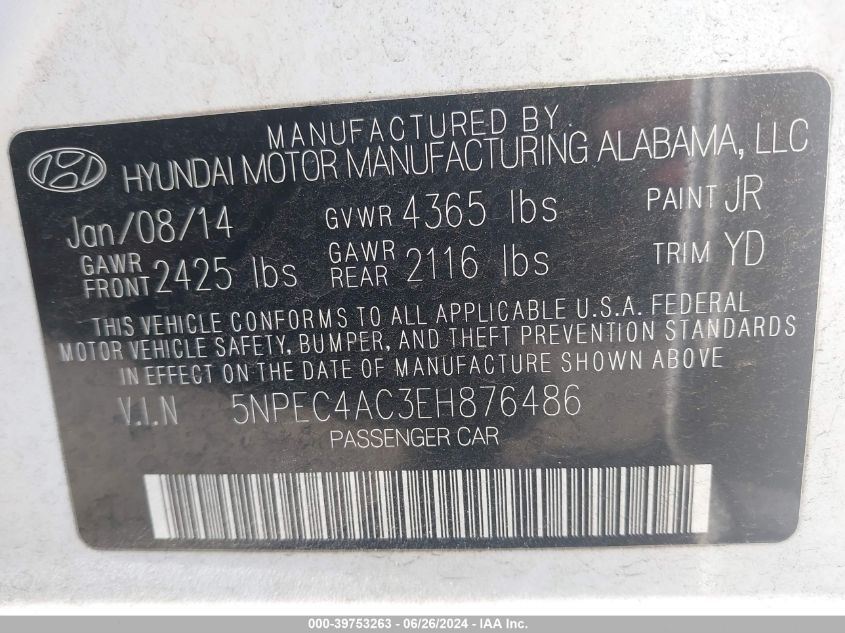 MANUFACTURED BY
HYUNDAI MOTOR MANUFACTURING ALABAMA, LLC
Jan/08/14 GVWR 4365 lbs PAINT JR
GAWR FRONT 2425 lbs GAWR REAR 2116 lbs TRIM YD
THIS VEHICLE CONFORMS TO ALL APPLICABLE U.S.A. FEDERAL
MOTOR VEHICLE SAFETY, BUMPER, AND THEFT PREVENTION STANDARDS
IN EFFECT ON THE DATE OF MANUFACTURE SHOWN ABOVE
V.I.N 5NPEC4AC3EH876486
PASSENGER CAR
000-39753263 - 06/26/2024 - IAA Inc.